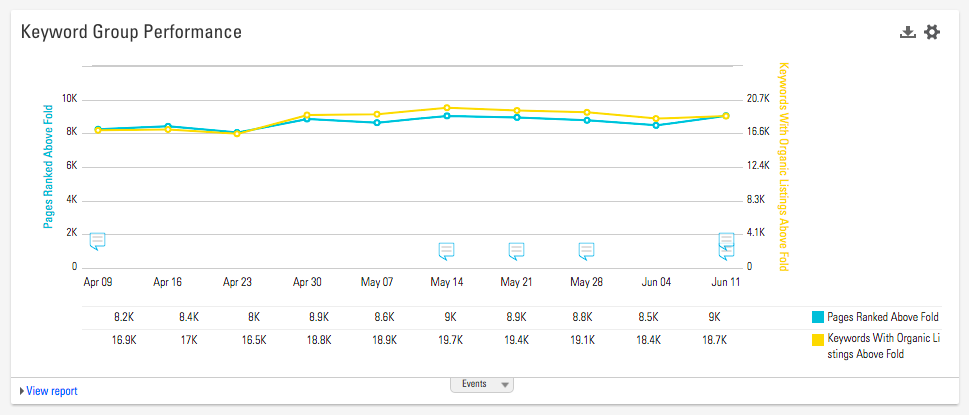 Keyword Group Performance
Pages Ranked Above Fold
10K
8K
6K
4K
2K
0
20.7K
16.6K
12.4K
8.3K
4.1K
0
Keywords With Organic Listings Above Fold
Apr 09 Apr 16 Apr 23 Apr 30 May 07 May 14 May 21 May 28 Jun 04 Jun 11
8.2K 8.4K 8K 8.9K 8.6K 9K 8.9K 8.8K 8.5K 9K Pages Ranked Above Fold
16.9K 17K 16.5K 18.8K 18.9K 19.7K 19.4K 19.1K 18.4K 18.7K Keywords With Organic Li
stings Above Fold
Events
View report